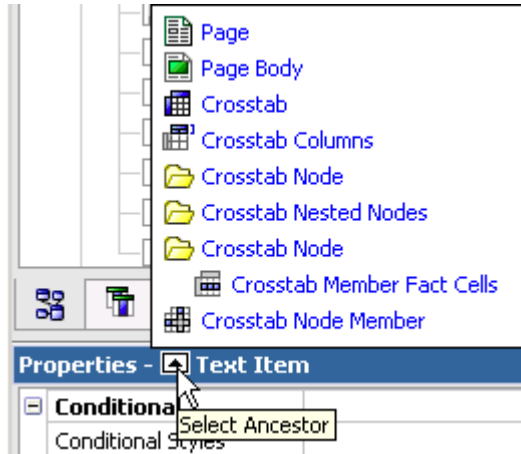 Page
Page Body
Crosstab
Crosstab Columns
Crosstab Node
Crosstab Nested Nodes
Crosstab Node
Crosstab Member Fact Cells
Crosstab Node Member
Properties - Text Item
Conditional
Select Ancestor
Conditional Styles